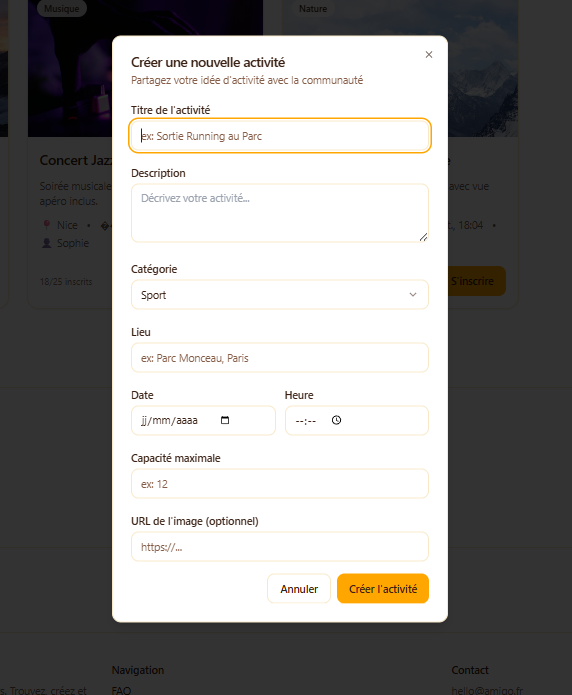 Musique
Nature
Créer une nouvelle activité
Partagez votre idée d'activité avec la communauté
Titre de l'activité
ex: Sortie Running au Parc
Description
Décrivez votre activité...
Catégorie
Sport
Lieu
ex: Parc Monceau, Paris
Date
Heure
jj/mm/aaaa
--:--
Capacité maximale
ex: 12
URL de l'image (optionnel)
https://...
Annuler
Créer l'activité
Concert Jazz
Soirée musicale
apéro inclus.
Nice •
Sophie
18/25 inscrits
avec vue
18:04 •
S'inscrire
Trouvez, créez et
Navigation
FAQ
Contact
hello@amigo.fr